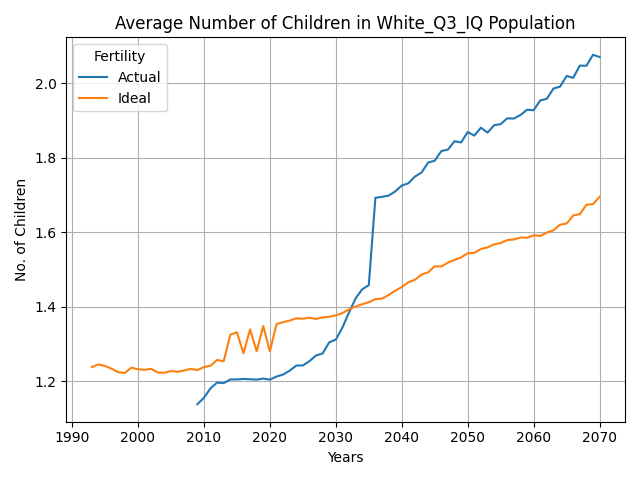 Average Number of Children in White_Q3_IQ Population
Fertility
Actual
Ideal
No. of Children
2.0
1.8
1.6
1.4
1.2
1990 2000 2010 2020 2030 2040 2050 2060 2070
Years